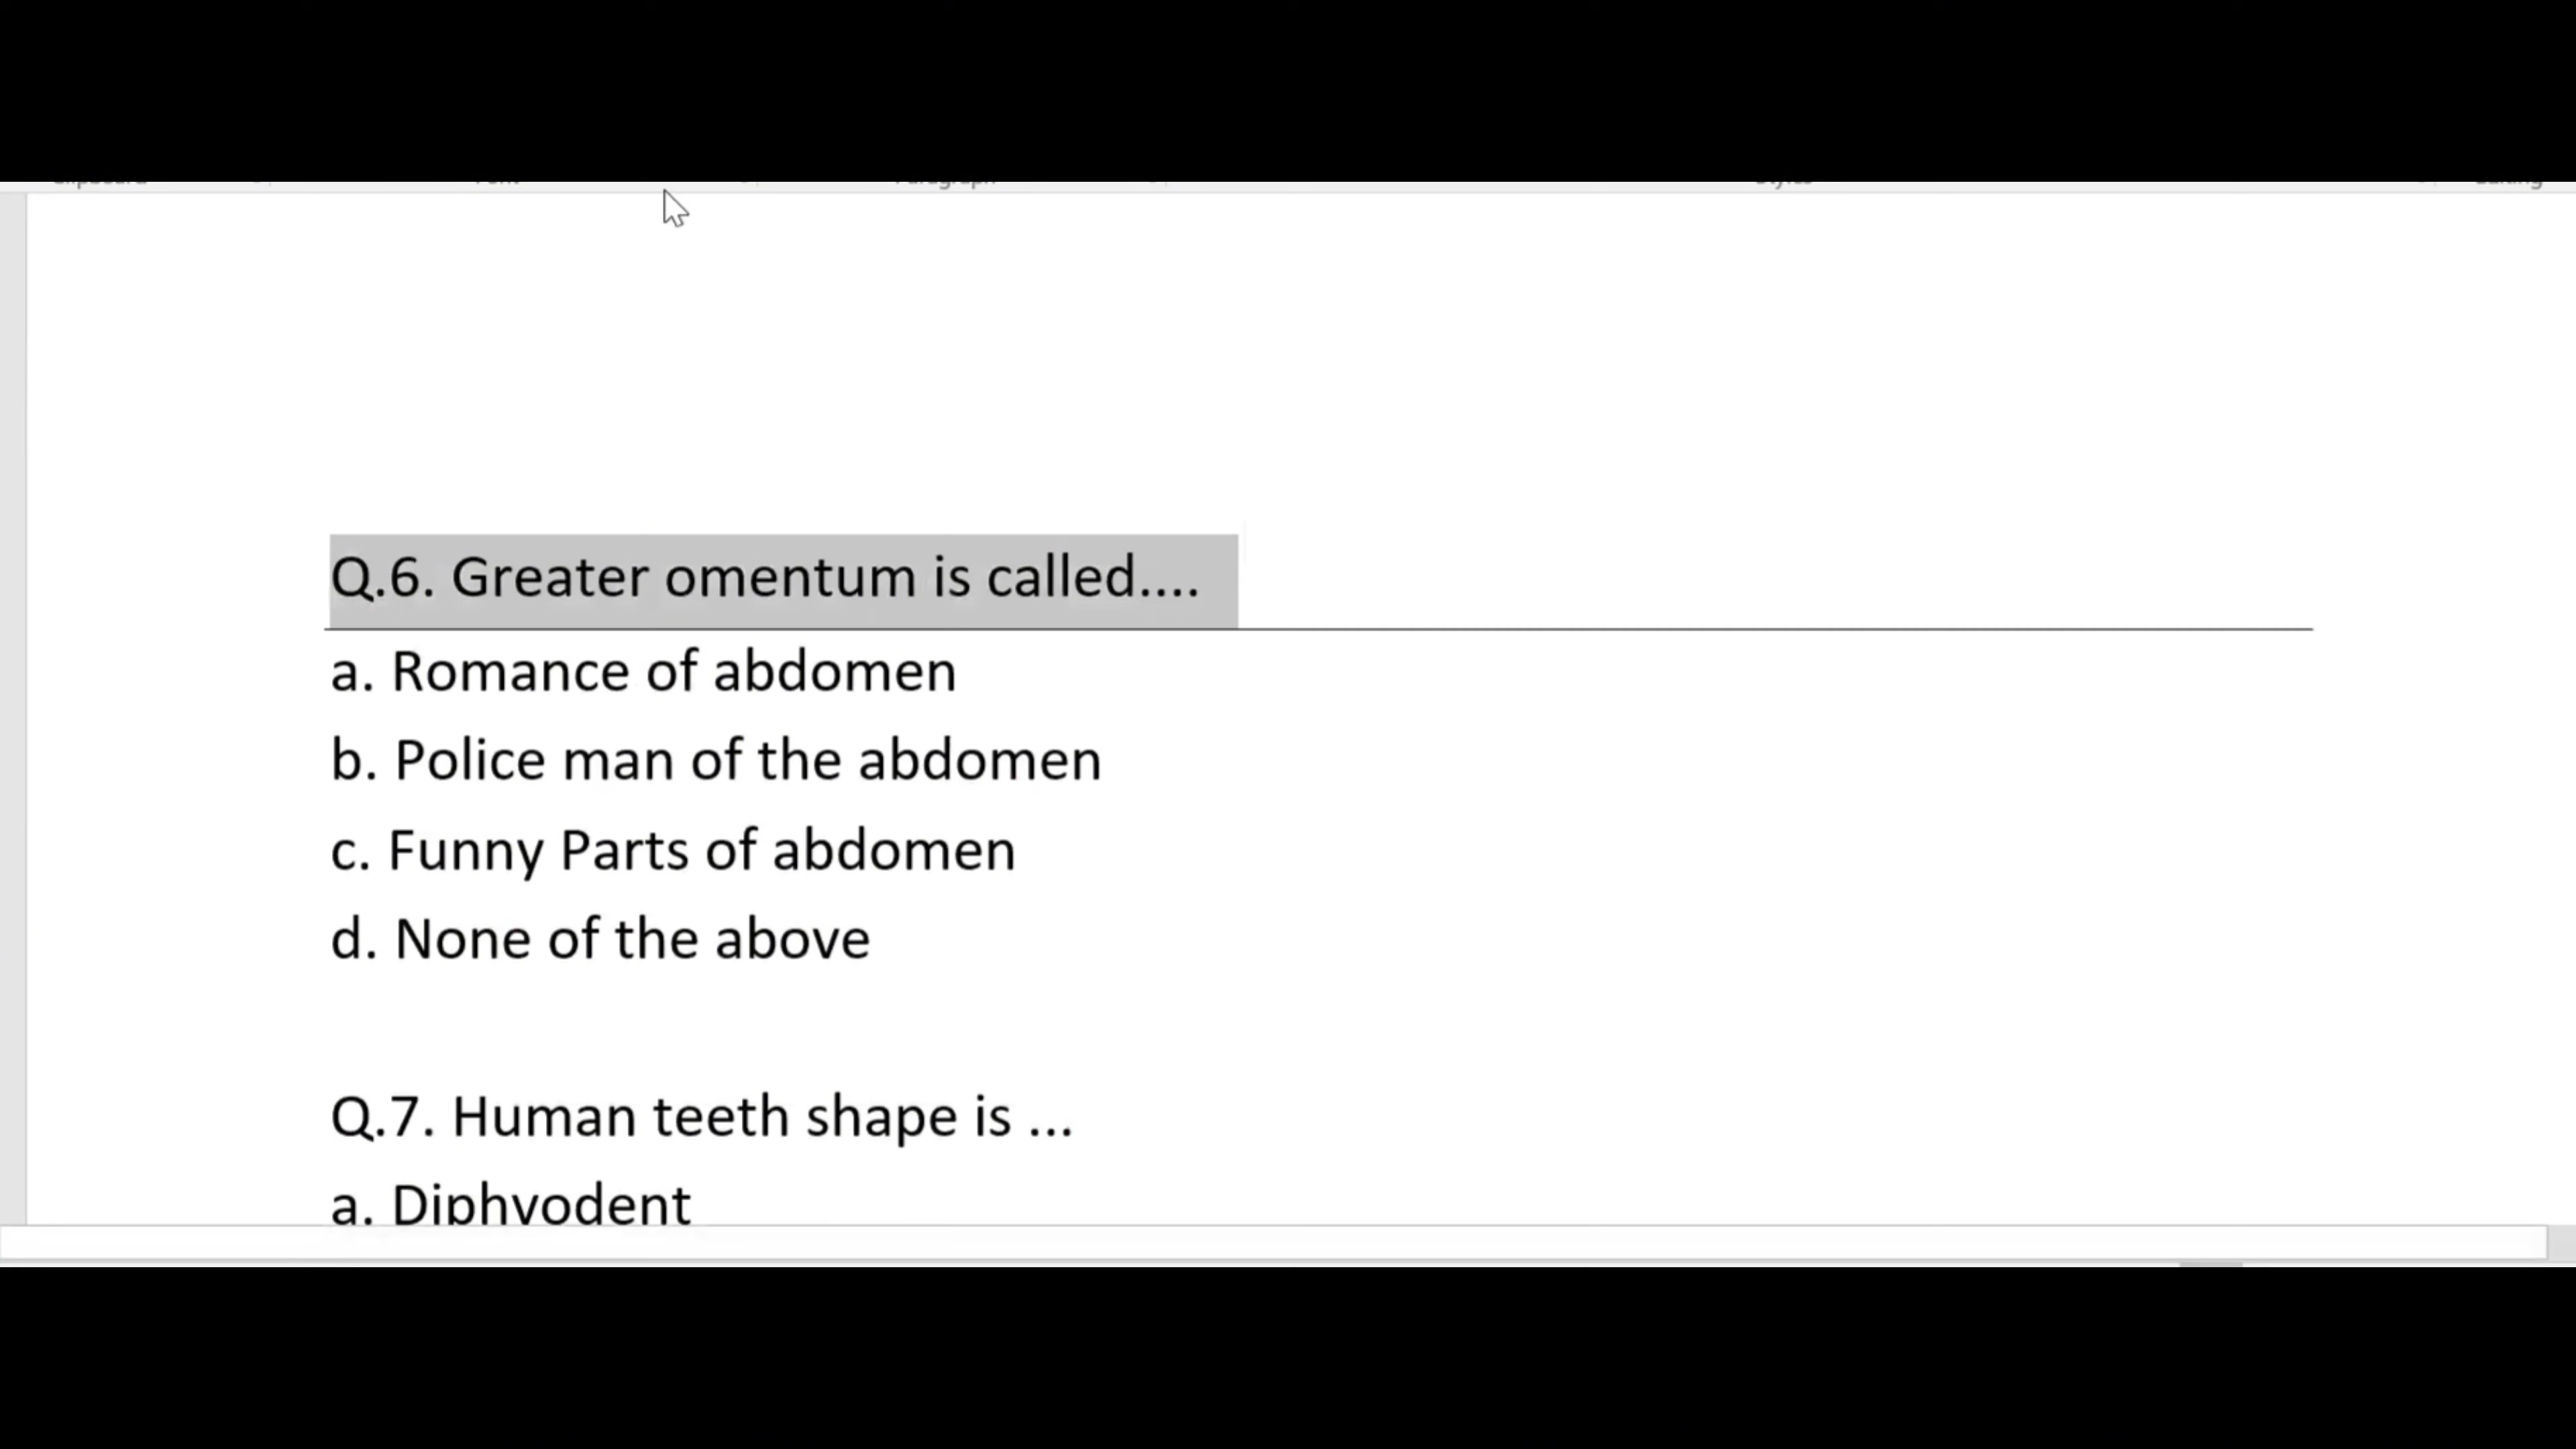 Q.6. Greater omentum is called....
a. Romance of abdomen
b. Police man of the abdomen
c. Funny Parts of abdomen
d. None of the above
Q.7. Human teeth shape is ...
a. Diphyodent